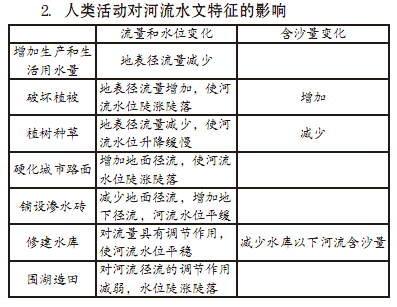 2. 人类活动对河流水文特征的影响
流量和水位变化 含沙量变化
增加生产和生
活用水量
地表径流量减少
破坏植被
地表径流量增加，使河
流水位陡涨陡落
增加
植树种草
地表径流量减少，使河
流水位升降缓慢
减少
硬化城市路面
增加地面径流，使河流
水位陡涨陡落
铺设渗水砖
减少地面径流，增加地
下径流，河流水位平缓
修建水库
对流量具有调节作用，
使河流水位平稳
减少水库以下河流含沙量
围湖造田
对河流径流的调节作用
减弱，水位陡涨陡落